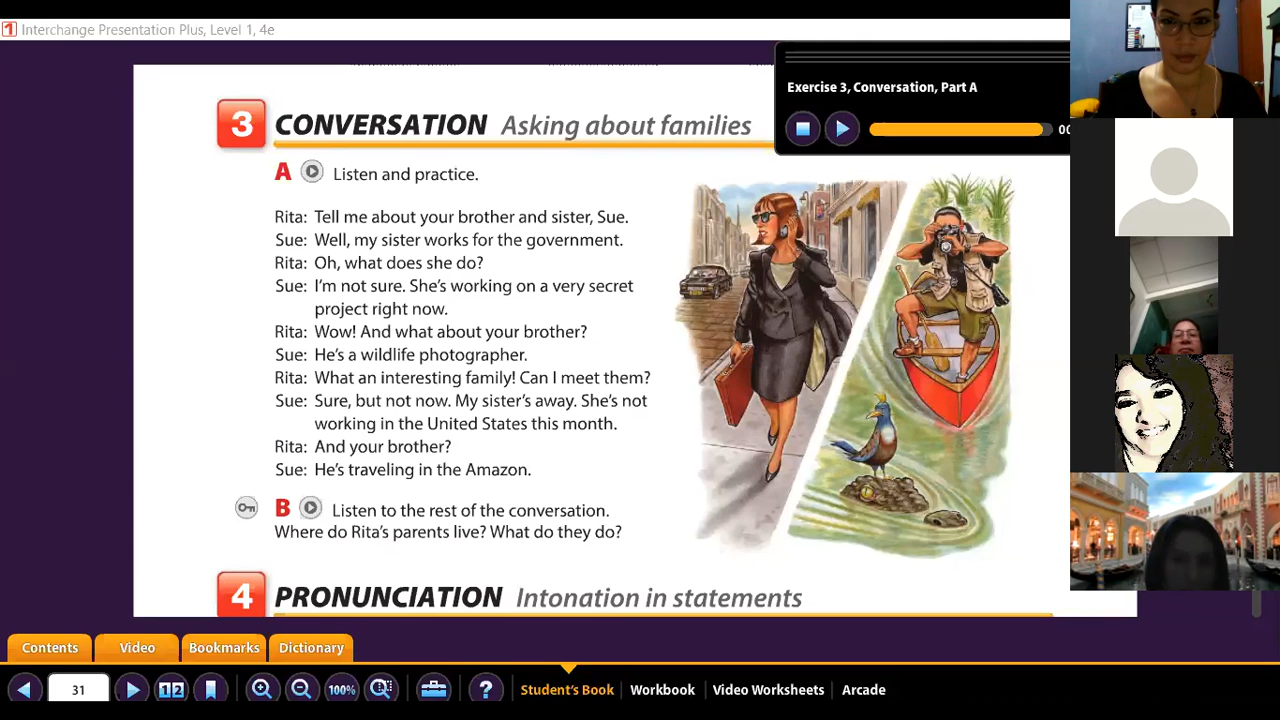 Interchange Presentation Plus, Level 1, 4e
Exercise 3, Conversation, Part A
00
3 CONVERSATION Asking about families
A Listen and practice.
Rita: Tell me about your brother and sister, Sue.
Sue: Well, my sister works for the government.
Rita: Oh, what does she do?
Sue: I'm not sure. She's working on a very secret
project right now.
Rita: Wow! And what about your brother?
Sue: He's a wildlife photographer.
Rita: What an interesting family! Can I meet them?
Sue: Sure, but not now. My sister's away. She's not
working in the United States this month.
Rita: And your brother?
Sue: He's traveling in the Amazon.
B Listen to the rest of the conversation.
Where do Rita's parents live? What do they do?
4 PRONUNCIATION Intonation in statements
Contents Video Bookmarks Dictionary
31 12 100% ? Student's Book Workbook Video Worksheets Arcade